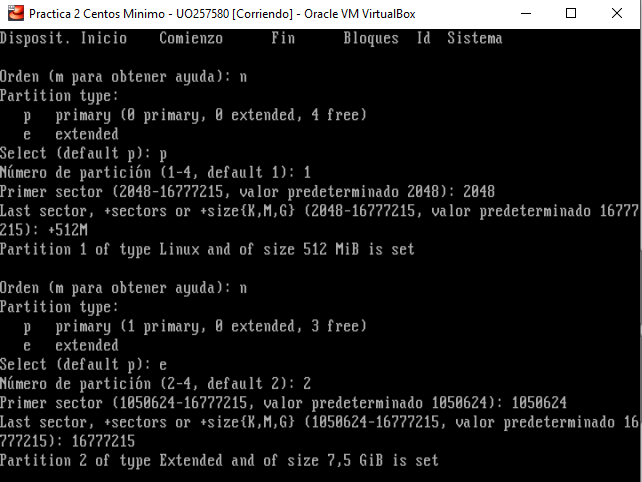 Practica 2 Centos Minimo - UO257580 [Corriendo] - Oracle VM VirtualBox
Disposit. Inicio    Comienzo      Fin      Bloques  Id  Sistema
Orden (m para obtener ayuda): n
Partition type:
   p   primary (0 primary, 0 extended, 4 free)
   e   extended
Select (default p): p
Número de partición (1-4, default 1): 1
Primer sector (2048-16777215, valor predeterminado 2048): 2048
Last sector, +sectors or +size{K,M,G} (2048-16777215, valor predeterminado 16777
215): +512M
Partition 1 of type Linux and of size 512 MiB is set
Orden (m para obtener ayuda): n
Partition type:
   p   primary (1 primary, 0 extended, 3 free)
   e   extended
Select (default p): e
Número de partición (2-4, default 2): 2
Primer sector (1050624-16777215, valor predeterminado 1050624): 1050624
Last sector, +sectors or +size{K,M,G} (1050624-16777215, valor predeterminado 16
777215): 16777215
Partition 2 of type Extended and of size 7,5 GiB is set